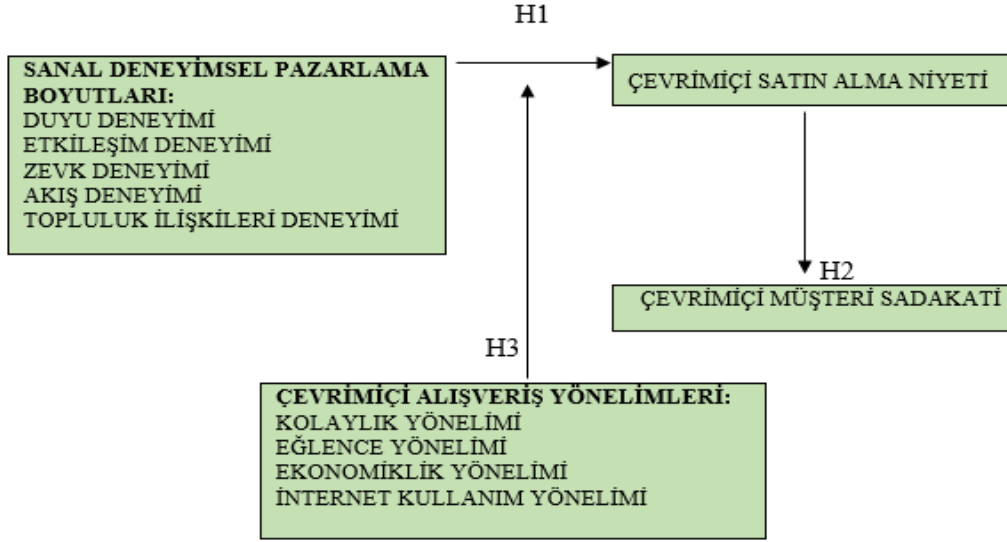 H1
SANAL DENEYİMSEL PAZARLAMA
BOYUTLARI:
DUYU DENEYİMİ
ETKİLEŞİM DENEYİMİ
ZEVK DENEYİMİ
AKIŞ DENEYİMİ
TOPLULUK İLİŞKİLERİ DENEYİMİ
ÇEVRİMİÇİ SATIN ALMA NİYETİ
H2
ÇEVRİMİÇİ MÜŞTERİ SADAKATİ
H3
ÇEVRİMİÇİ ALIŞVERİŞ YÖNELİMLERİ:
KOLAYLIK YÖNELİMİ
EĞLENCE YÖNELİMİ
EKONOMİKLİK YÖNELİMİ
İNTERNET KULLANIM YÖNELİMİ